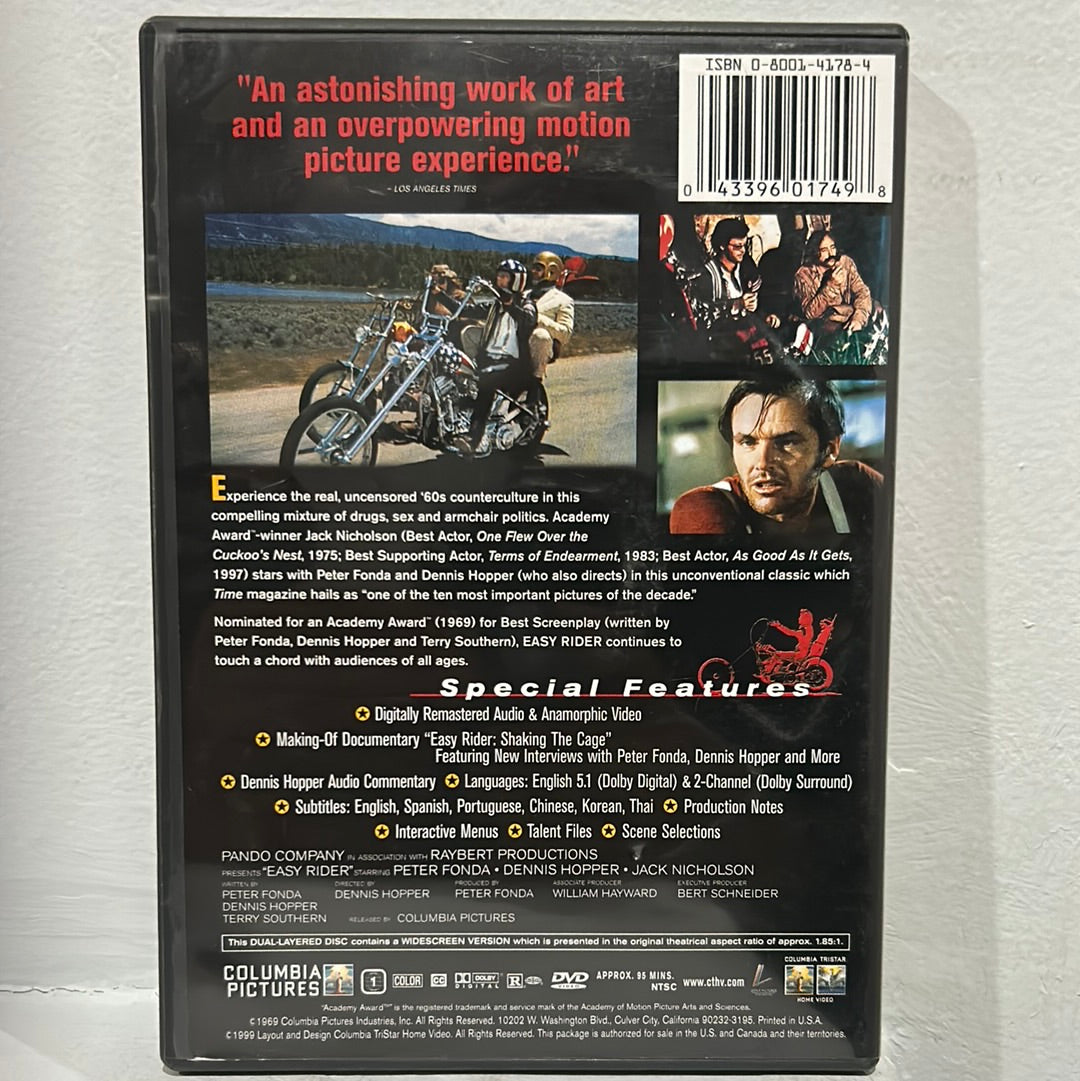 "An astonishing work of art
and an overpowering motion
picture experience."
– LOS ANGELES TIMES
ISBN 0-8001-4178-4
0 43396 01749 8
55
Experience the real, uncensored '60s counterculture in this
compelling mixture of drugs, sex and armchair politics. Academy
Award™-winner Jack Nicholson (Best Actor, One Flew Over the
Cuckoo's Nest, 1975; Best Supporting Actor, Terms of Endearment, 1983; Best Actor, As Good As It Gets,
1997) stars with Peter Fonda and Dennis Hopper (who also directs) in this unconventional classic which
Time magazine hails as "one of the ten most important pictures of the decade."
Nominated for an Academy Award™ (1969) for Best Screenplay (written by
Peter Fonda, Dennis Hopper and Terry Southern), EASY RIDER continues to
touch a chord with audiences of all ages.
Special Features
Digitally Remastered Audio & Anamorphic Video
Making-Of Documentary "Easy Rider: Shaking The Cage"
Featuring New Interviews with Peter Fonda, Dennis Hopper and More
Dennis Hopper Audio Commentary Languages: English 5.1 (Dolby Digital) & 2-Channel (Dolby Surround)
Subtitles: English, Spanish, Portuguese, Chinese, Korean, Thai Production Notes
Interactive Menus Talent Files Scene Selections
PANDO COMPANY IN ASSOCIATION WITH RAYBERT PRODUCTIONS
PRESENTS "EASY RIDER" STARRING PETER FONDA • DENNIS HOPPER • JACK NICHOLSON
WRITTEN BY DIRECTED BY PRODUCED BY ASSOCIATE PRODUCER EXECUTIVE PRODUCER
PETER FONDA DENNIS HOPPER PETER FONDA WILLIAM HAYWARD BERT SCHNEIDER
DENNIS HOPPER
TERRY SOUTHERN RELEASED BY COLUMBIA PICTURES
This DUAL-LAYERED DISC contains a WIDESCREEN VERSION which is presented in the original theatrical aspect ratio of approx. 1.85:1.
COLUMBIA
PICTURES
1 COLOR CC DOLBY DIGITAL R DVD VIDEO
APPROX. 95 MINS.
NTSC
www.cthv.com
COLUMBIA TRISTAR
HOME VIDEO
"Academy Award™" is the registered trademark and service mark of the Academy of Motion Picture Arts and Sciences.
©1969 Columbia Pictures Industries, Inc. All Rights Reserved. 10202 W. Washington Blvd., Culver City, California 90232-3195. Printed in U.S.A.
©1999 Layout and Design Columbia TriStar Home Video. All Rights Reserved. This package is authorized for sale in the U.S. and Canada and their territories.